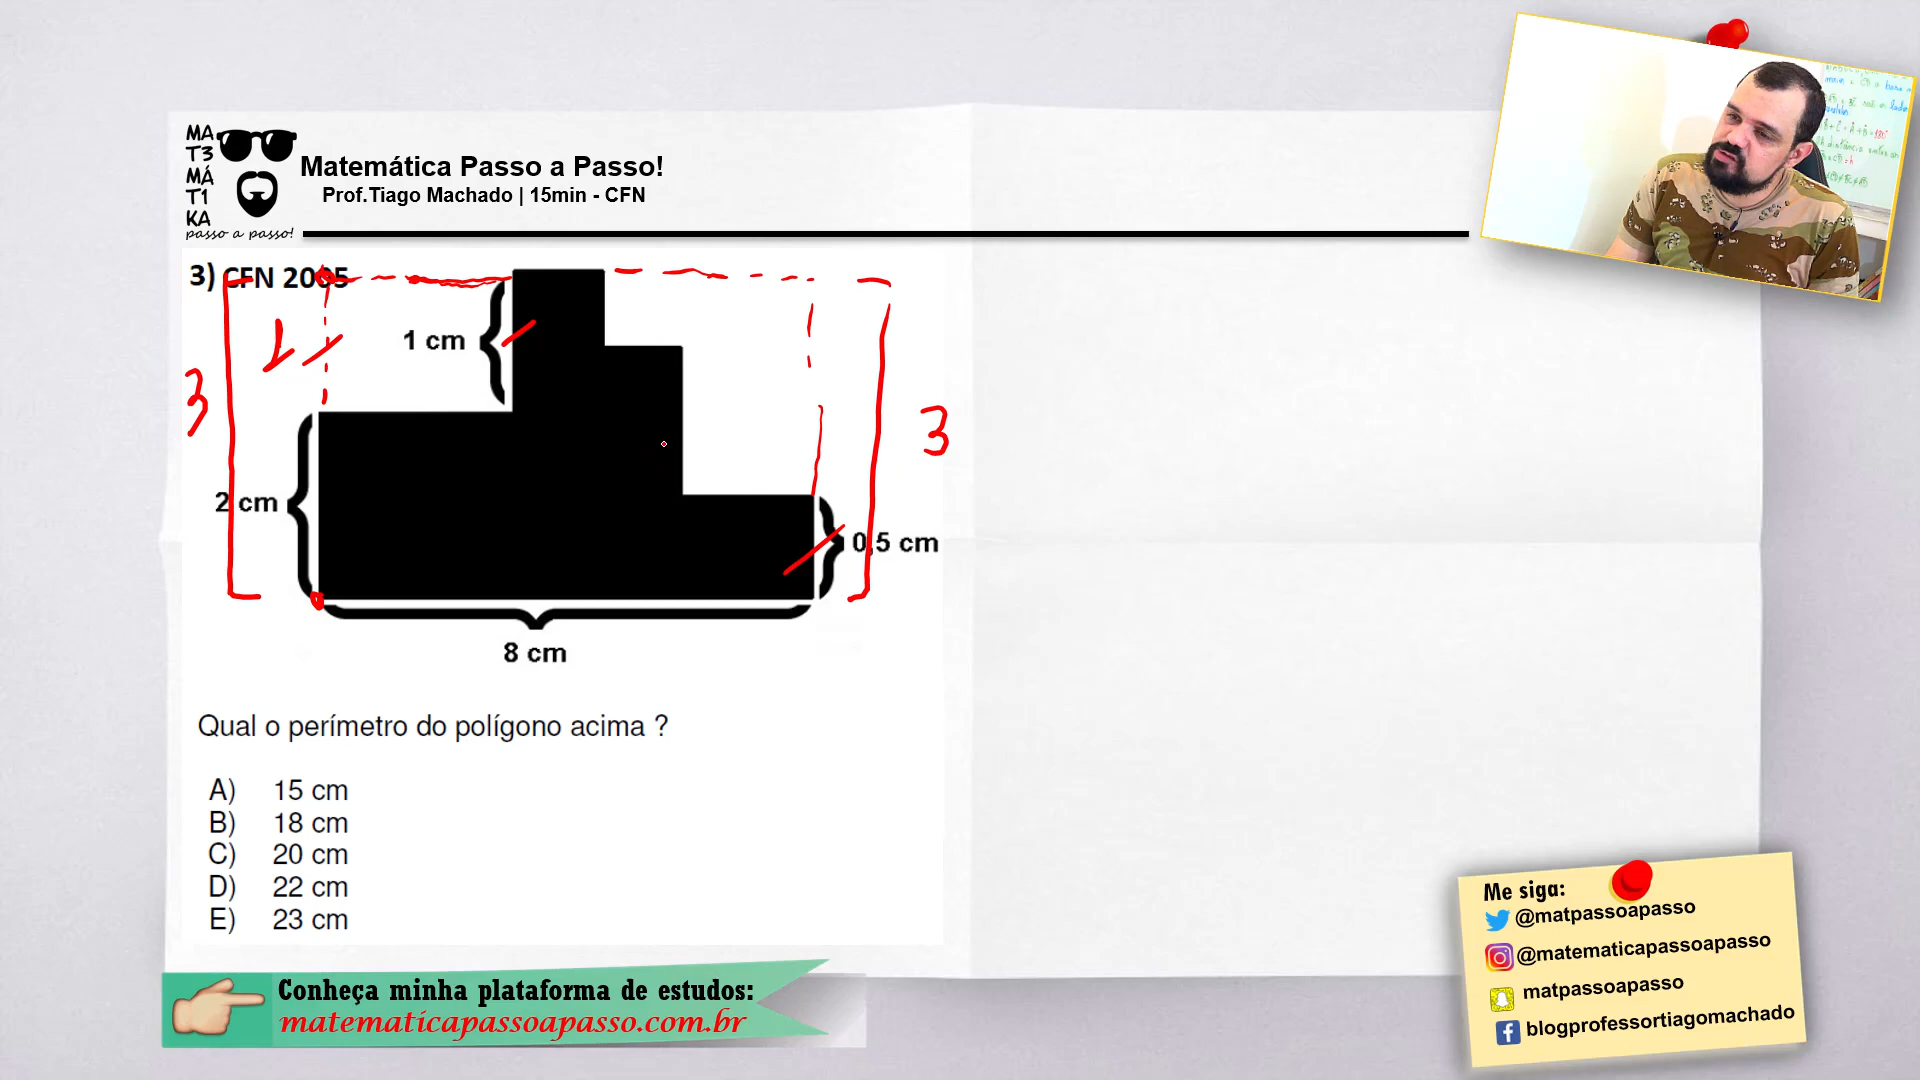 MA
T3
MÁ
T1
KA
passo a passo!
Matemática Passo a Passo!
Prof.Tiago Machado | 15min - CFN
3) CFN 2005
1
1 cm
3
3
2 cm
0,5 cm
8 cm
Qual o perímetro do polígono acima ?
A) 15 cm
B) 18 cm
C) 20 cm
D) 22 cm
E) 23 cm
Conheça minha plataforma de estudos:
matematicapassoapasso.com.br
Me siga:
@matpassoapasso
@matematicapassoapasso
matpassoapasso
blogprofessortiagomachado